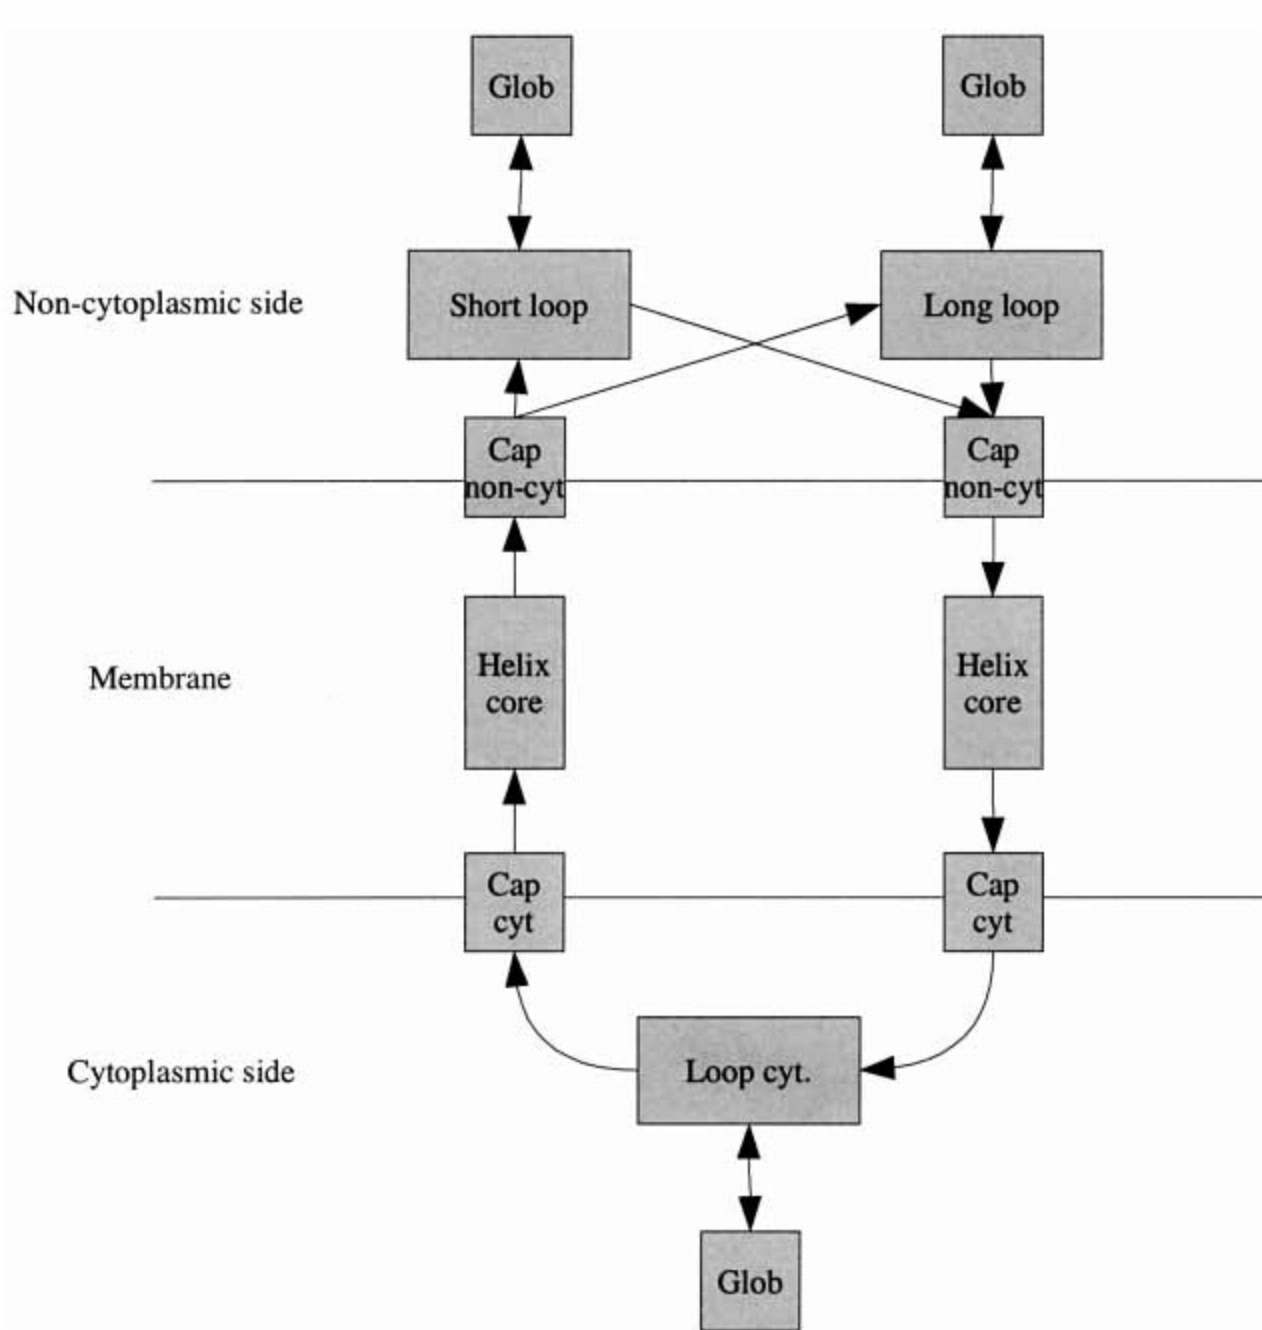 Glob
Glob
Non-cytoplasmic side
Short loop
Long loop
Cap
non-cyt
Cap
non-cyt
Membrane
Helix
core
Helix
core
Cap
cyt
Cap
cyt
Cytoplasmic side
Loop cyt.
Glob